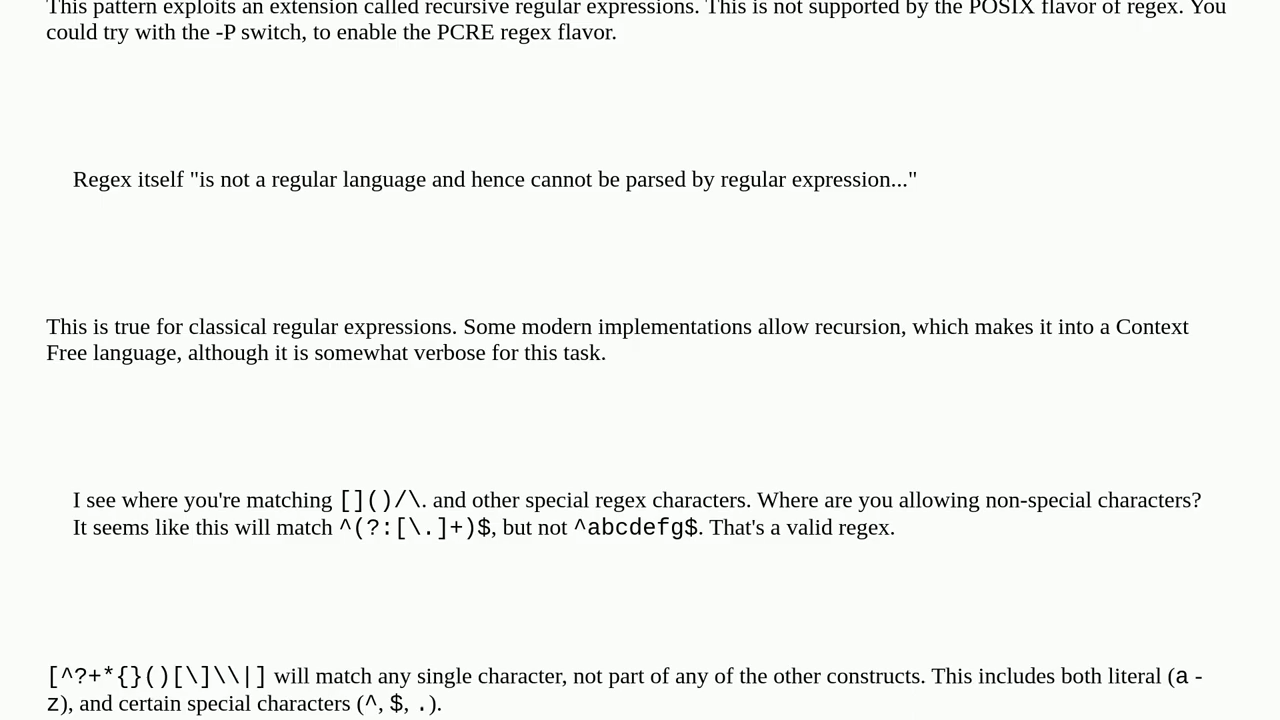 This pattern exploits an extension called recursive regular expressions. This is not supported by the POSIX flavor of regex. You
could try with the -P switch, to enable the PCRE regex flavor.
Regex itself "is not a regular language and hence cannot be parsed by regular expression..."
This is true for classical regular expressions. Some modern implementations allow recursion, which makes it into a Context
Free language, although it is somewhat verbose for this task.
I see where you're matching []()/\. and other special regex characters. Where are you allowing non-special characters?
It seems like this will match ^(?:[\.]+)$, but not ^abcdefg$. That's a valid regex.
[^?+*{}()[\]\\|] will match any single character, not part of any of the other constructs. This includes both literal (a -
z), and certain special characters (^, $, .).